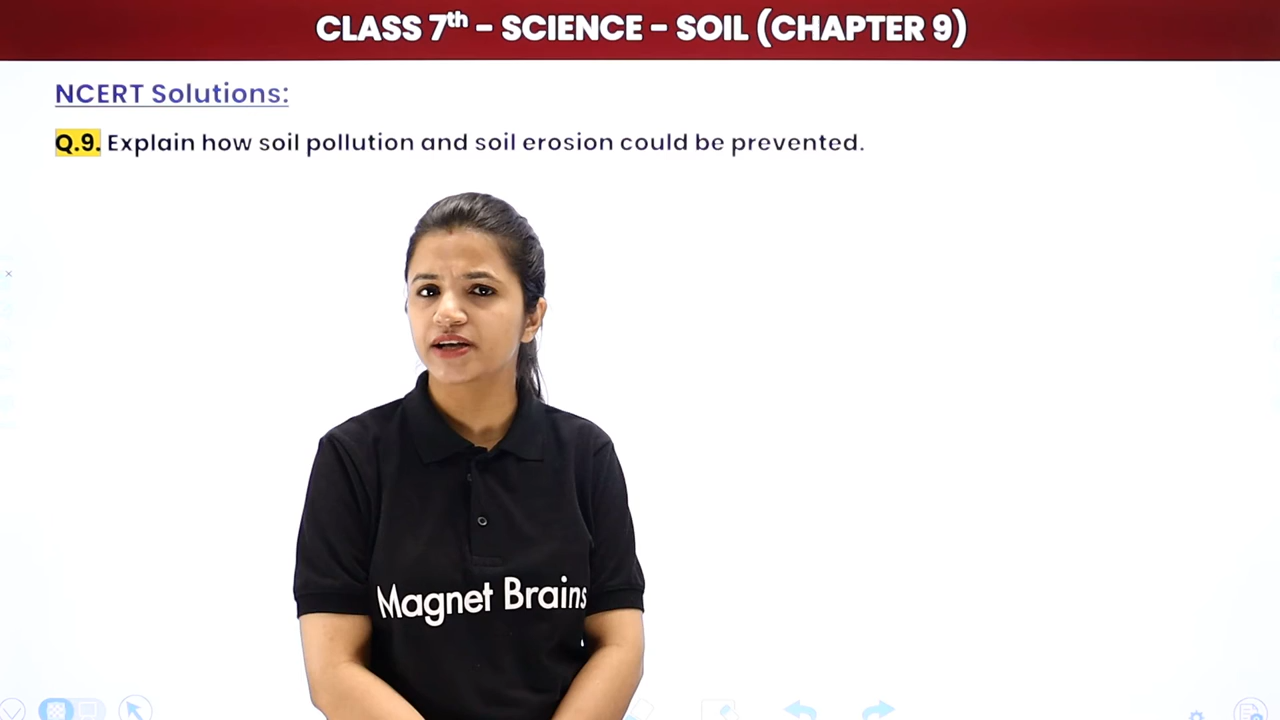 CLASS 7th - SCIENCE - SOIL (CHAPTER 9)
NCERT Solutions:
Q.9. Explain how soil pollution and soil erosion could be prevented.
Magnet Brains